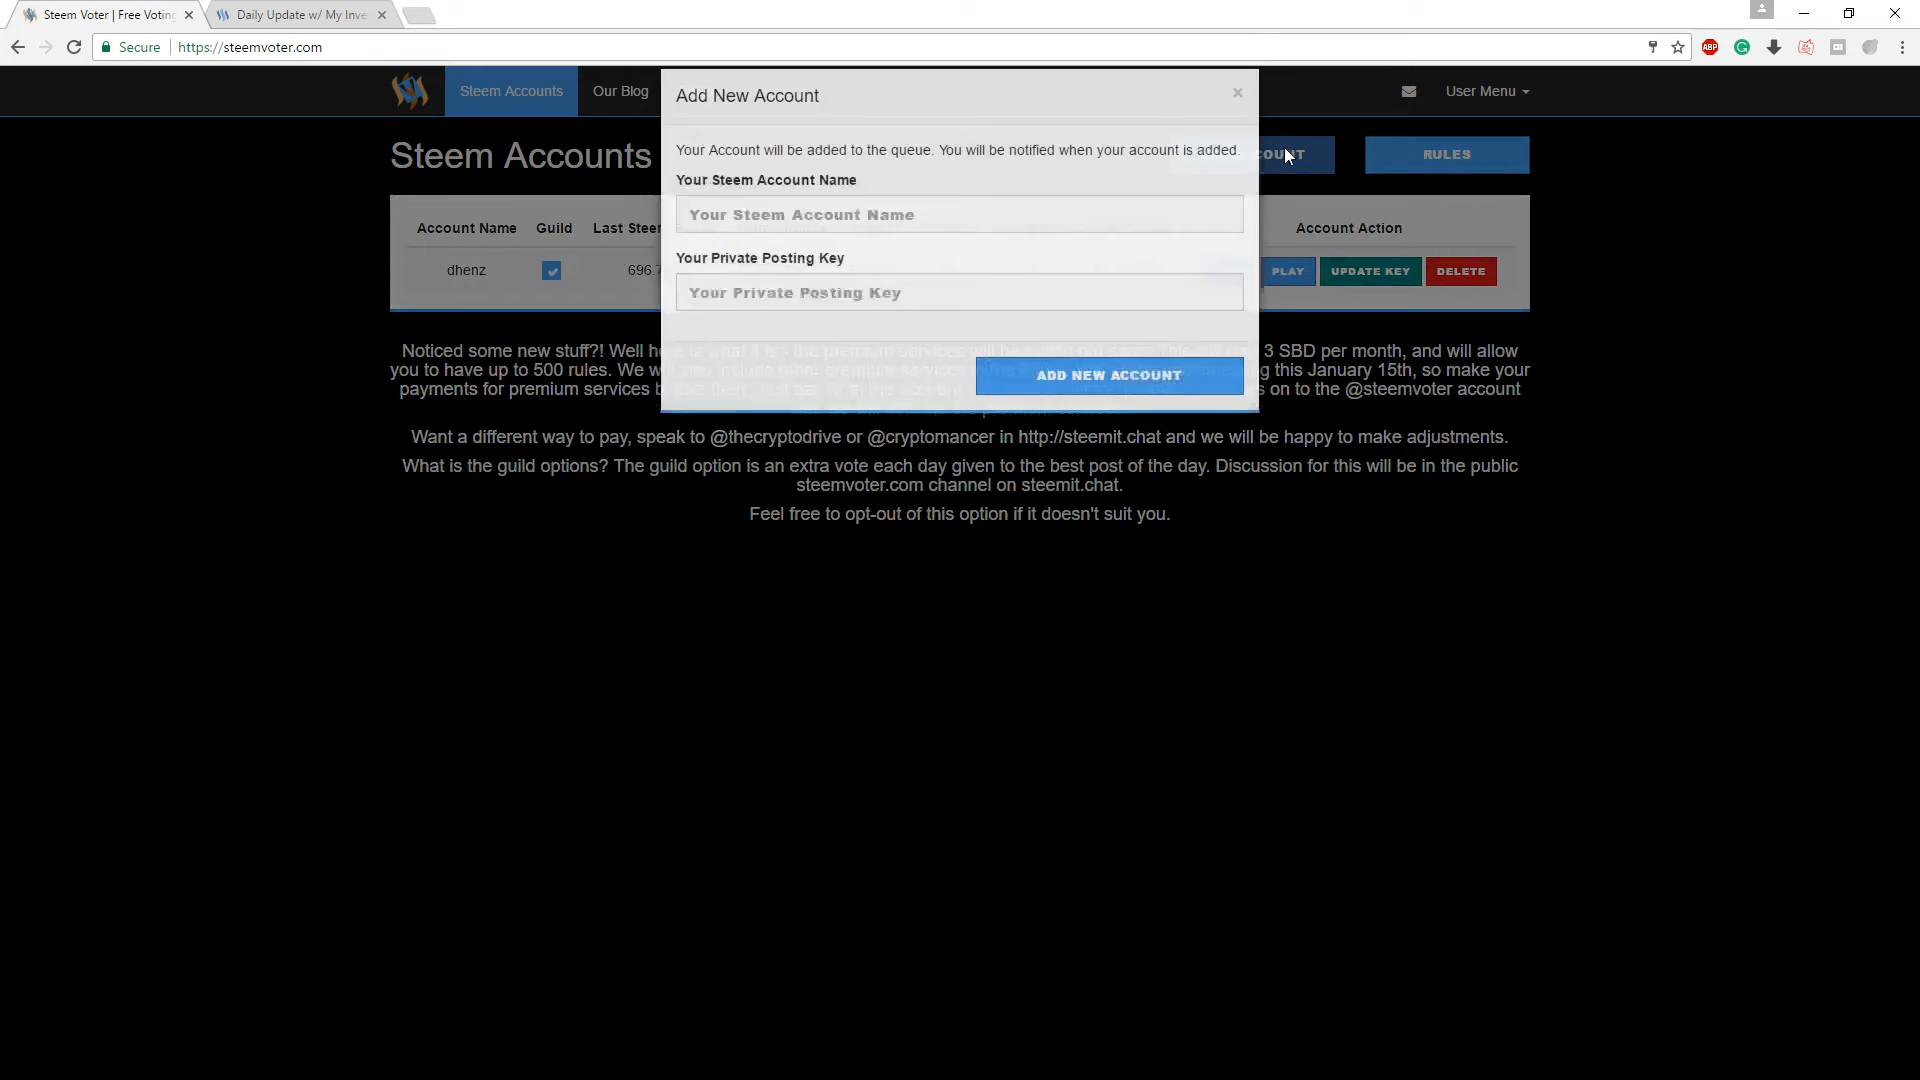 Steem Voter | Free Voting
Daily Update w/ My Inve
Secure
https://steemvoter.com
ABP
Steem Accounts
Our Blog
User Menu
Add New Account
×
Steem Accounts
Your Account will be added to the queue. You will be notified when your account is added.
RULES
Your Steem Account Name
Your Steem Account Name
Account Name
Guild
Last Steem
Account Action
Your Private Posting Key
dhenz
696.7
Your Private Posting Key
PLAY
UPDATE KEY
DELETE
Noticed some new stuff?! Well
3 SBD per month, and will allow
you to have up to 500 rules. We
this January 15th, so make your
ADD NEW ACCOUNT
payments for premium services
on to the @steemvoter account
Want a different way to pay, speak to @thecryptodrive or @cryptomancer in http://steemit.chat and we will be happy to make adjustments.
What is the guild options? The guild option is an extra vote each day given to the best post of the day. Discussion for this will be in the public
steemvoter.com channel on steemit.chat.
Feel free to opt-out of this option if it doesn't suit you.